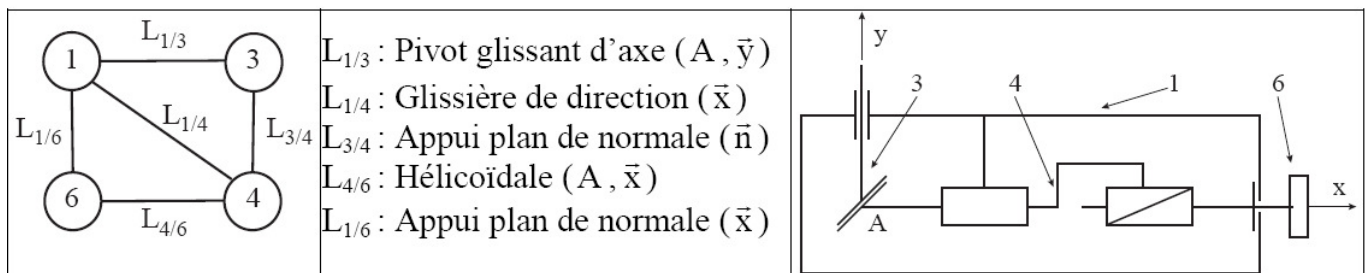 L1/3
1
3
L1/6
L1/4
L3/4
6
4
L4/6
L1/3 : Pivot glissant d’axe ( A , y⃗ )
L1/4 : Glissière de direction ( x⃗ )
L3/4 : Appui plan de normale ( n⃗ )
L4/6 : Hélicoïdale ( A , x⃗ )
L1/6 : Appui plan de normale ( x⃗ )
y
3
4
1
6
x
A